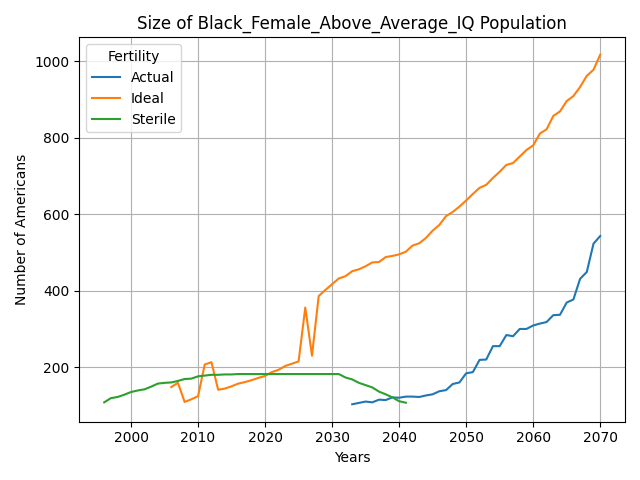 Size of Black_Female_Above_Average_IQ Population
Fertility
Actual
Ideal
Sterile
Number of Americans
1000
800
600
400
200
2000 2010 2020 2030 2040 2050 2060 2070
Years